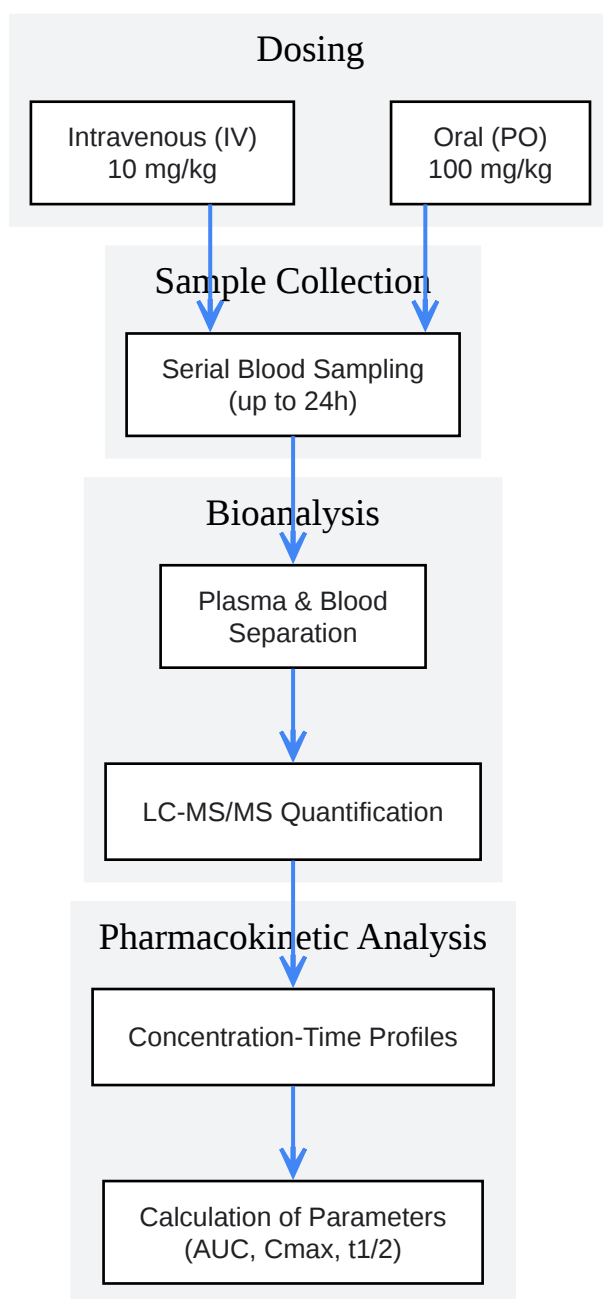 Dosing
Intravenous (IV)
10 mg/kg
Oral (PO)
100 mg/kg
Sample Collection
Serial Blood Sampling
(up to 24h)
Bioanalysis
Plasma & Blood
Separation
LC-MS/MS Quantification
Pharmacokinetic Analysis
Concentration-Time Profiles
Calculation of Parameters
(AUC, Cmax, t1/2)